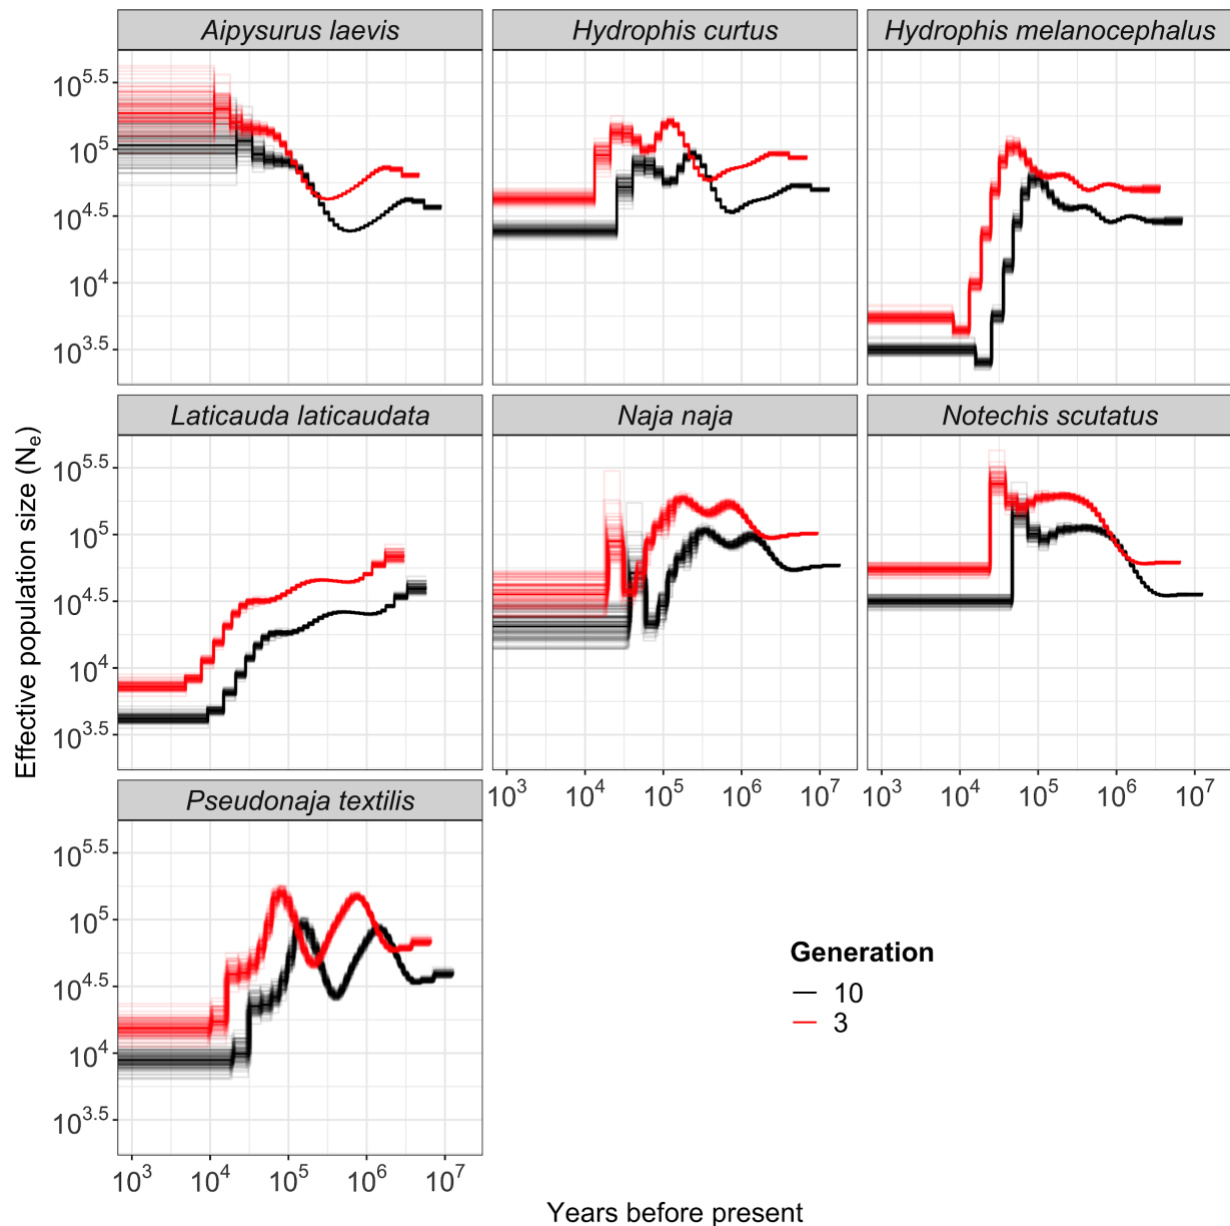 Aipysurus laevis
Hydrophis curtus
Hydrophis melanocephalus
10^5.5
10^5
10^4.5
10^4
10^3.5
Laticauda laticaudata
Naja naja
Notechis scutatus
10^5.5
10^5
10^4.5
10^4
10^3.5
Effective population size (Ne)
10^3 10^4 10^5 10^6 10^7
10^3 10^4 10^5 10^6 10^7
Pseudonaja textilis
10^5.5
10^5
10^4.5
10^4
10^3.5
10^3 10^4 10^5 10^6 10^7
Generation
10
3
Years before present